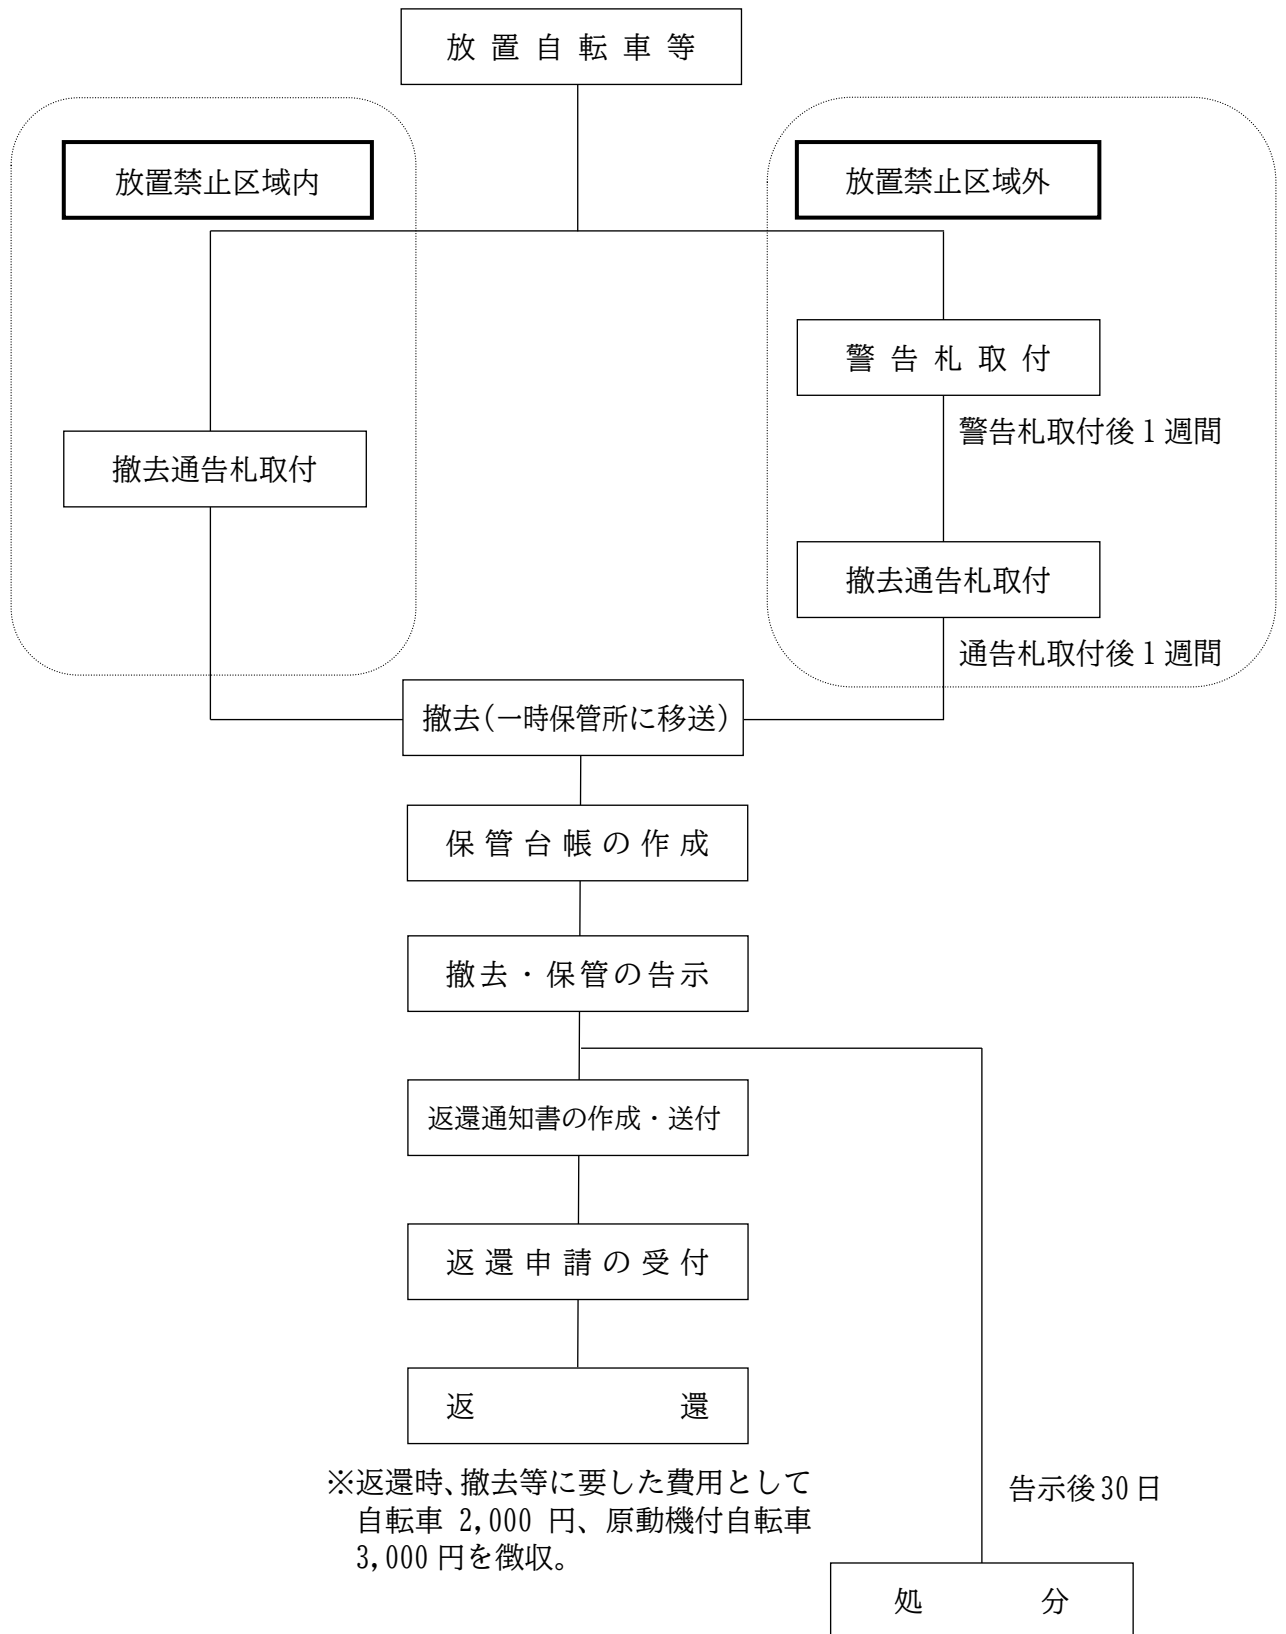 放置自転車等
放置禁止区域内
放置禁止区域外
警告札取付
警告札取付後1週間
撤去通告札取付
撤去通告札取付
通告札取付後1週間
撤去(一時保管所に移送)
保管台帳の作成
撤去・保管の告示
返還通知書の作成・送付
返還申請の受付
返還
※返還時、撤去等に要した費用として
自転車 2,000 円、原動機付自転車
3,000円を徴収。
告示後30日
処分